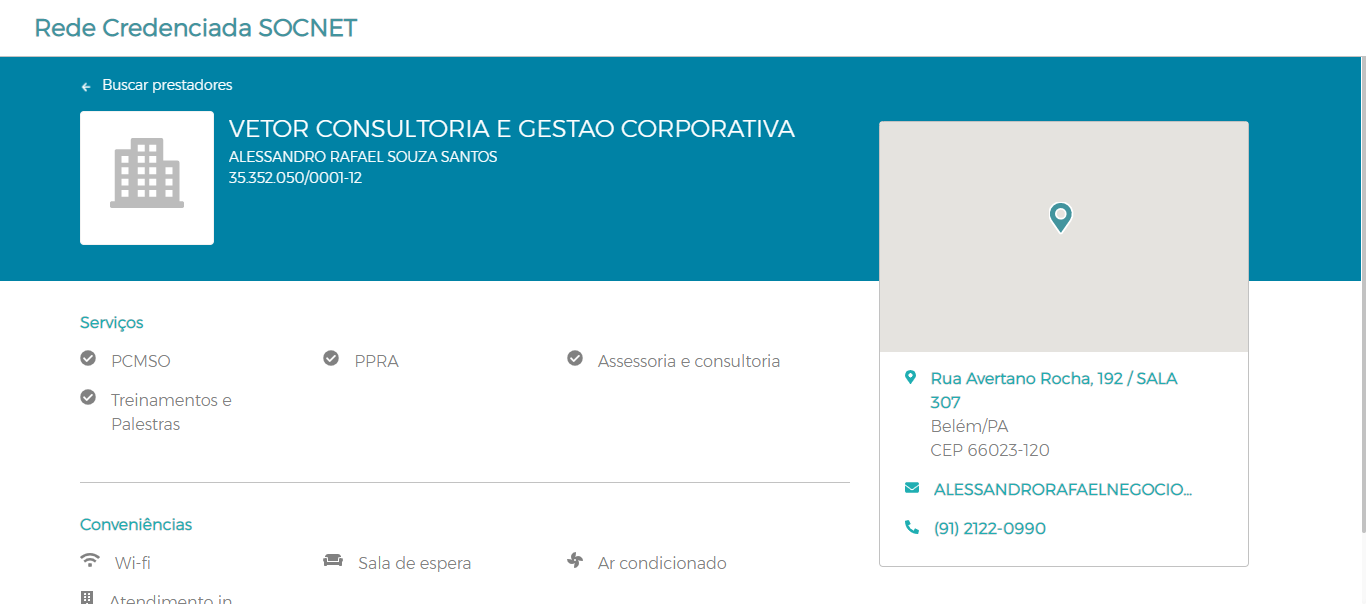 Rede Credenciada SOCNET
Buscar prestadores
VETOR CONSULTORIA E GESTAO CORPORATIVA
ALESSANDRO RAFAEL SOUZA SANTOS
35.352.050/0001-12
Serviços
PCMSO
PPRA
Assessoria e consultoria
Treinamentos e
Palestras
Conveniências
Wi-fi
Sala de espera
Ar condicionado
Atendimento in
Rua Avertano Rocha, 192 / SALA
307
Belém/PA
CEP 66023-120
ALESSANDRORAFAELNEGOCIO...
(91) 2122-0990